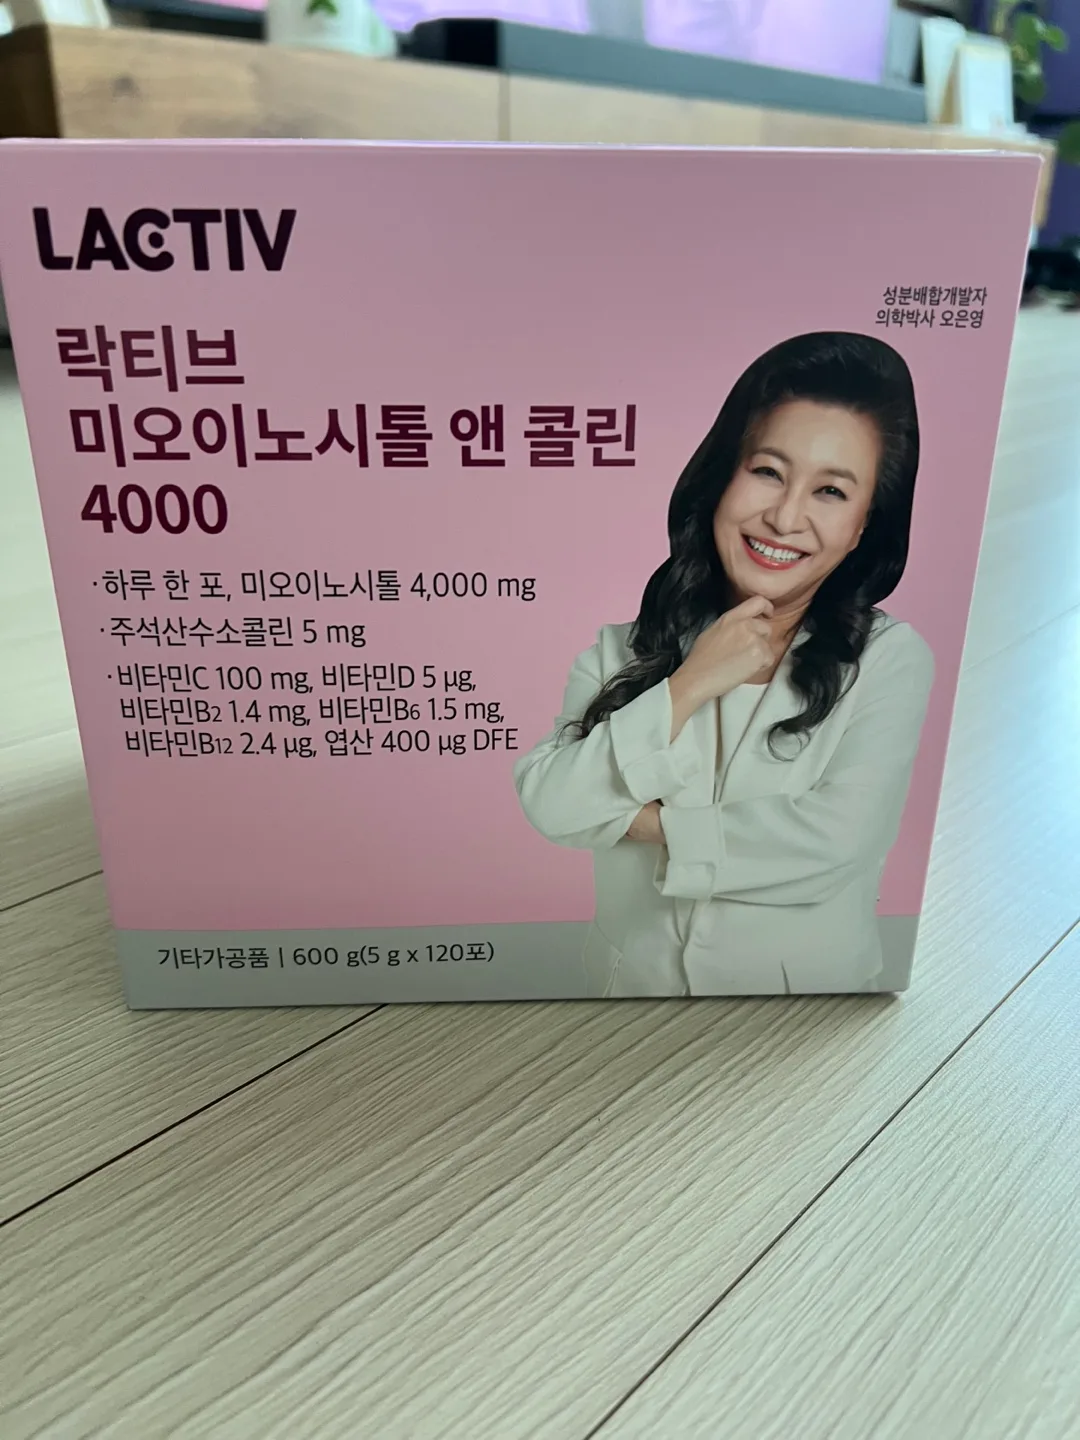 LACTIV
성분배합개발자
의학박사 오은영
락티브
미오이노시톨 앤 콜린
4000
·하루 한 포, 미오이노시톨 4,000 mg
·주석산수소콜린 5 mg
·비타민C 100 mg, 비타민D 5 µg,
비타민B2 1.4 mg, 비타민B6 1.5 mg,
비타민B12 2.4 µg, 엽산 400 µg DFE
기타가공품 | 600 g(5 g x 120포)